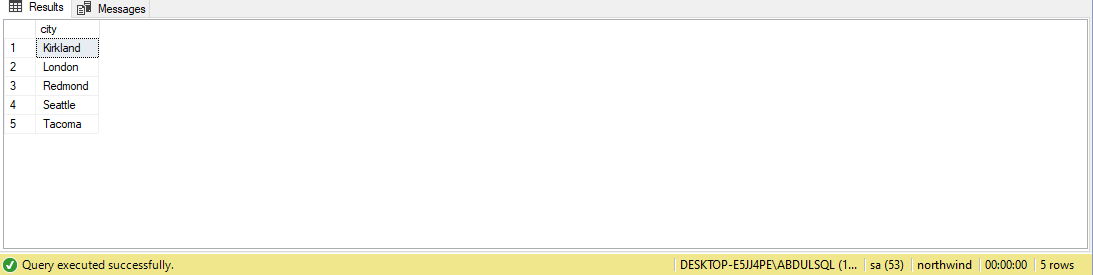 Results Messages
city
1 Kirkland
2 London
3 Redmond
4 Seattle
5 Tacoma
Query executed successfully. DESKTOP-E5JJ4PE\ABDULSQL (1... sa (53) northwind 00:00:00 5 rows